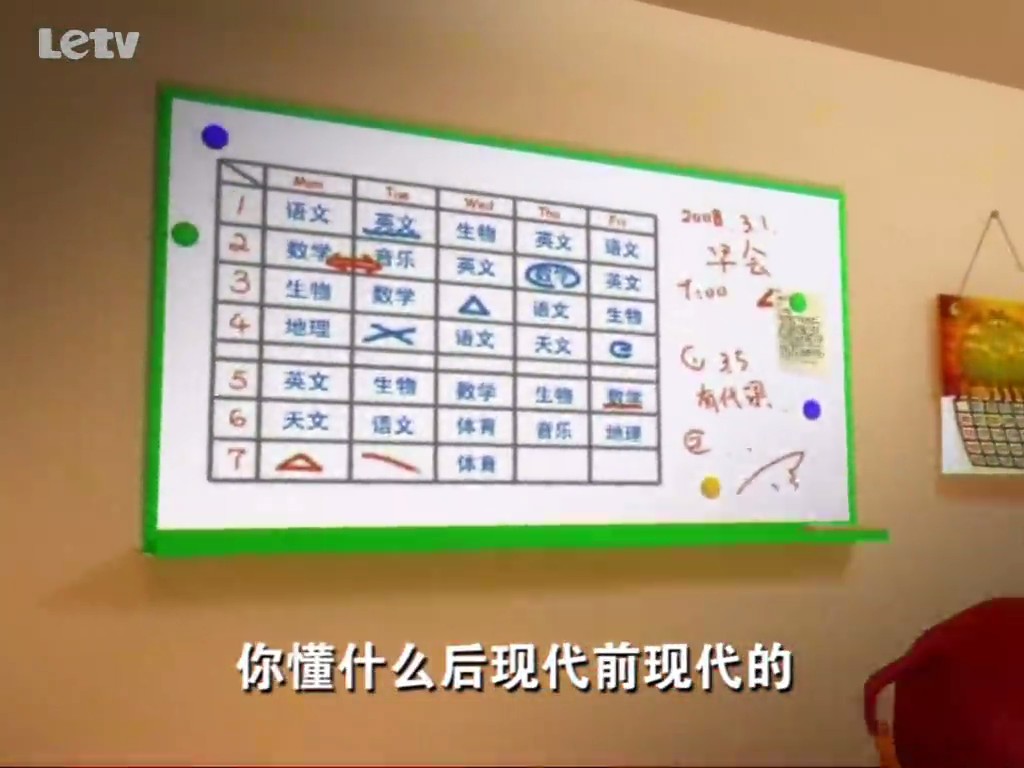 Letv
Mon Tue Wed Thu Fri
1 语文 英文 生物 英文 语文
2 数学 音乐 英文 数学 英文
3 生物 数学 语文 生物
4 地理 语文 天文
5 英文 生物 数学 生物 数学
6 天文 语文 体育 音乐 地理
7 体育
2008.3.1.
早会
7:00
3.5
有代课
你懂什么后现代前现代的